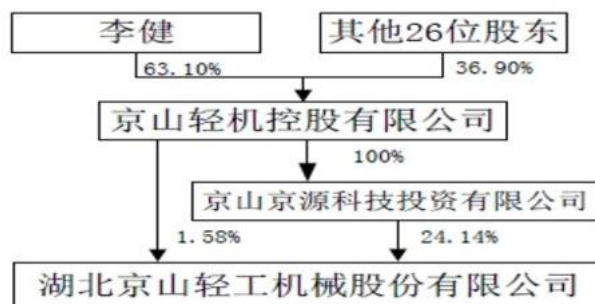 李健 其他26位股东
63.10% 36.90%
京山轻机控股有限公司
100%
京山京源科技投资有限公司
1.58% 24.14%
湖北京山轻工机械股份有限公司